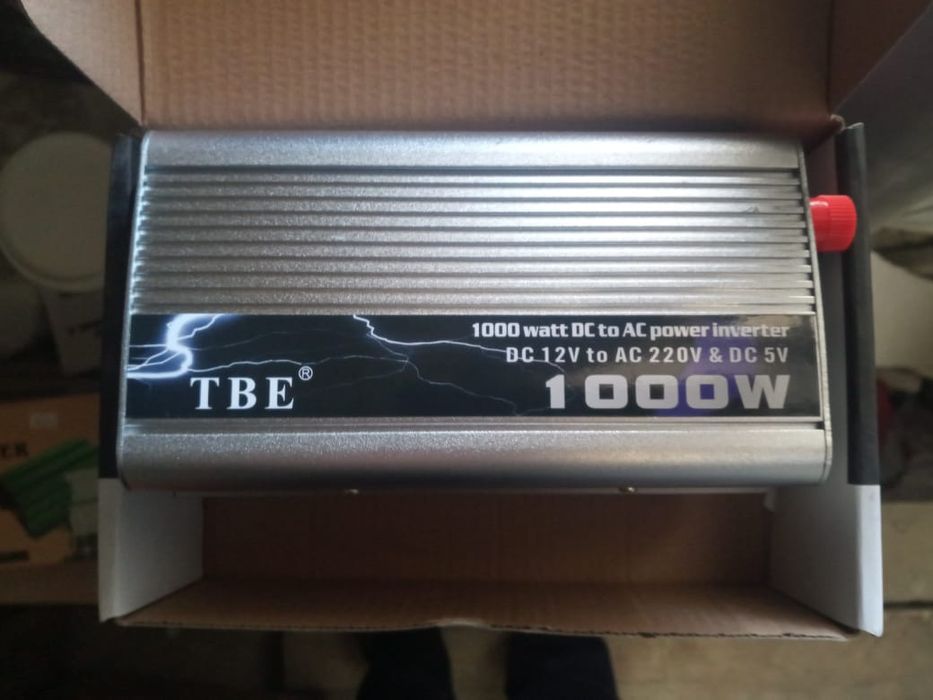 1000 watt DC to AC power inverter
DC 12V to AC 220V & DC 5V
TBE®
1000W